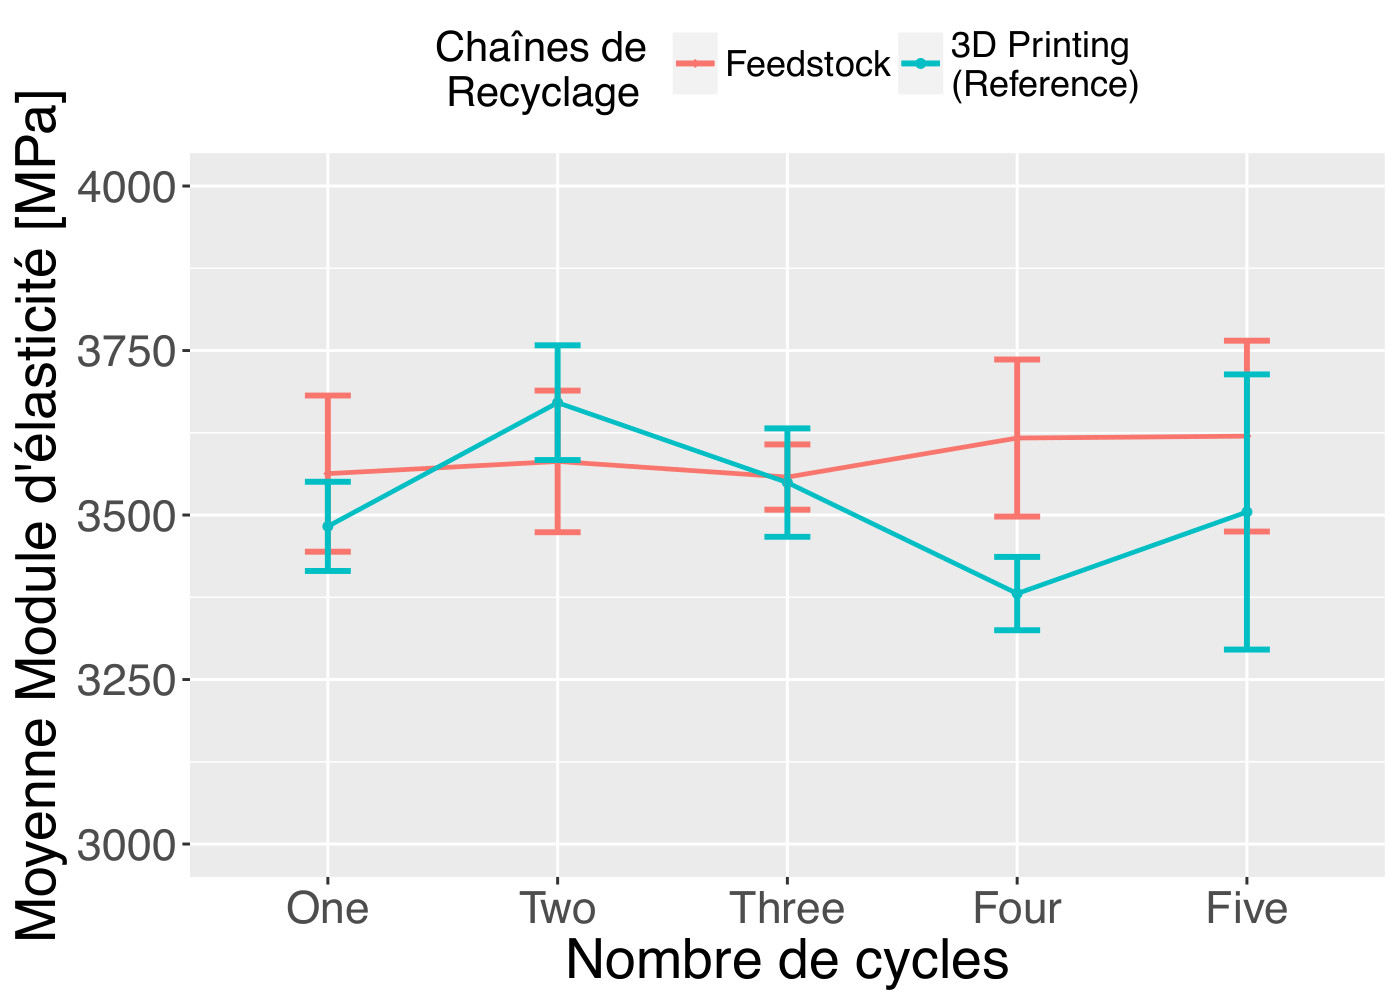 Chaînes de
Recyclage
Feedstock
3D Printing
(Reference)
Moyenne Module d'élasticité [MPa]
4000
3750
3500
3250
3000
One
Two
Three
Four
Five
Nombre de cycles